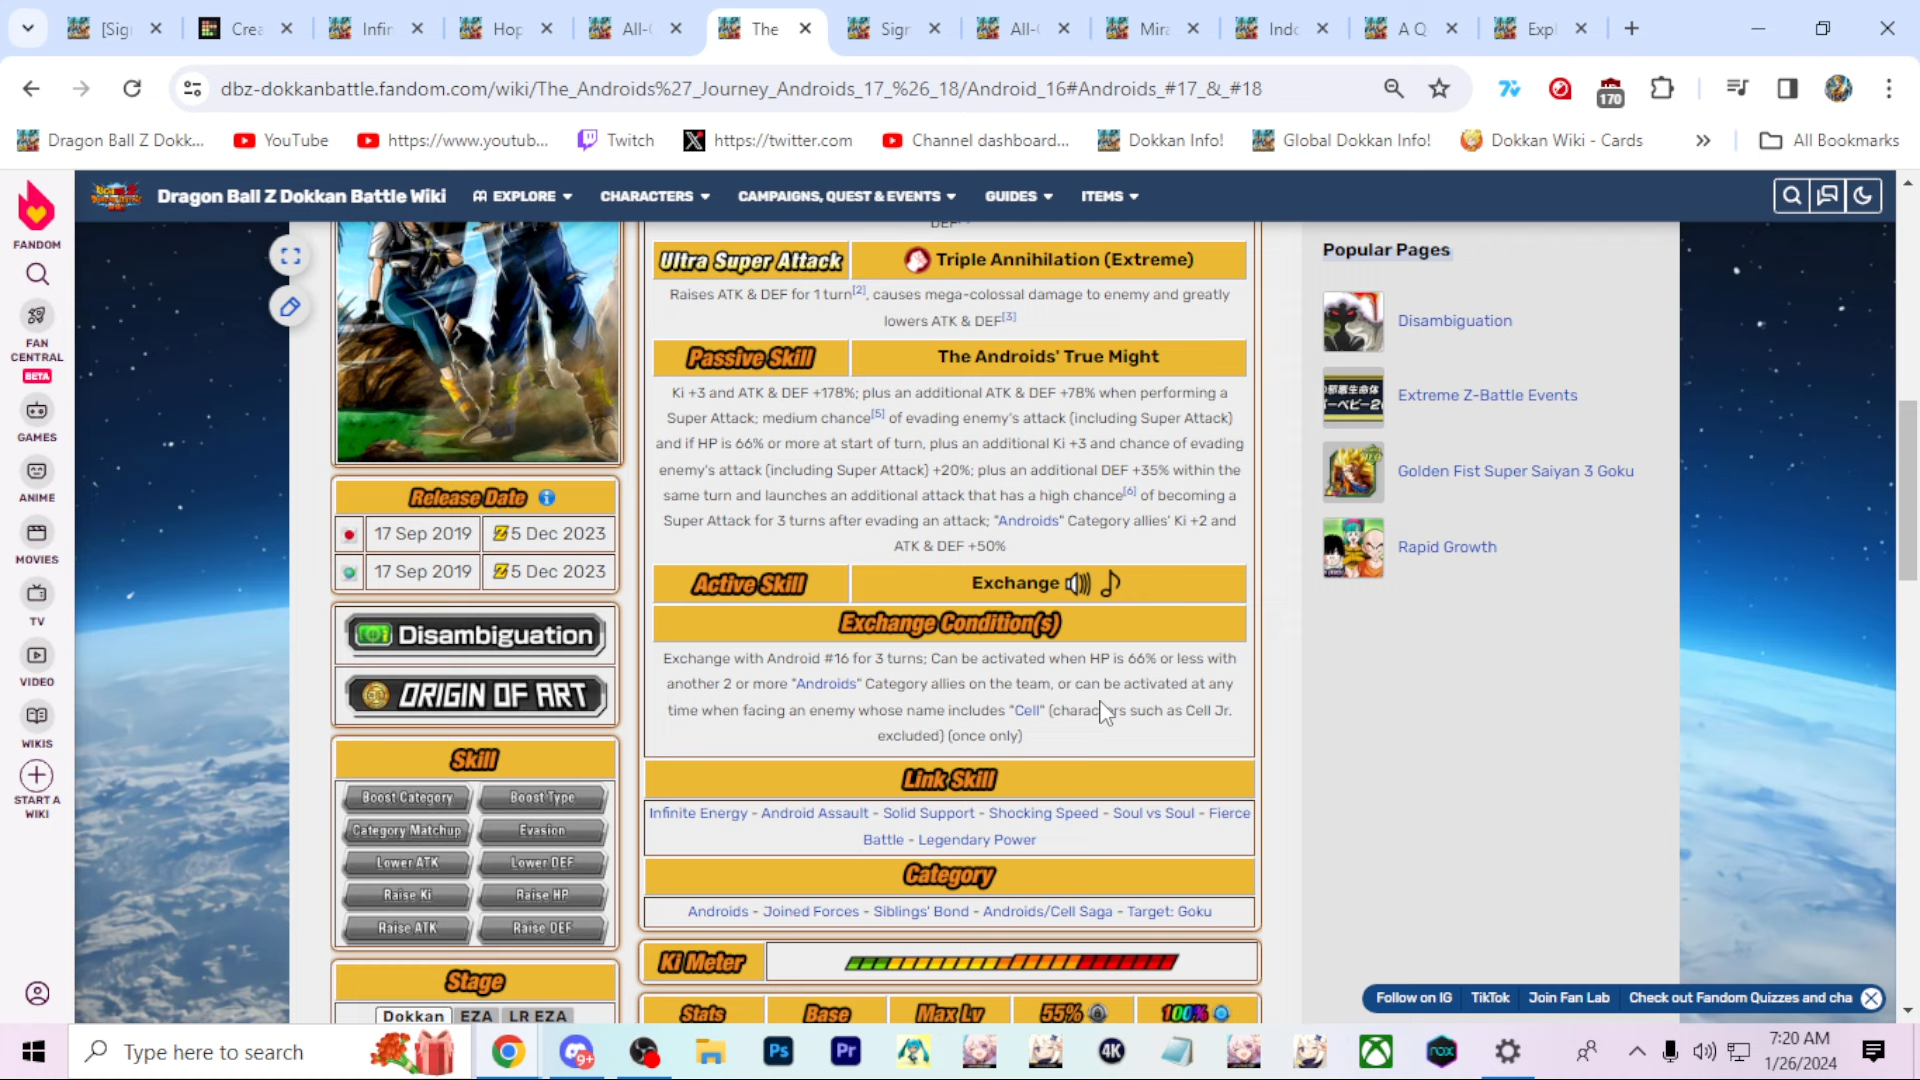 [Sig
Crea
Infin
Hop
All-(
The
Sigr
All-(
Mira
Indo
A Q
Expl
dbz-dokkanbattle.fandom.com/wiki/The_Androids%27_Journey_Androids_17_%26_18/Android_16#Androids_#17_&_#18
170
Dragon Ball Z Dokk...
YouTube
https://www.youtub...
Twitch
https://twitter.com
Channel dashboard...
Dokkan Info!
Global Dokkan Info!
Dokkan Wiki - Cards
»
All Bookmarks
Dragon Ball Z Dokkan Battle Wiki
EXPLORE
CHARACTERS
CAMPAIGNS, QUEST & EVENTS
GUIDES
ITEMS
FANDOM
FAN
CENTRAL
BETA
GAMES
ANIME
MOVIES
TV
VIDEO
WIKIS
START A
WIKI
Release Date
17 Sep 2019
5 Dec 2023
17 Sep 2019
5 Dec 2023
Disambiguation
ORIGIN OF ART
Skill
Boost Category
Boost Type
Category Matchup
Evasion
Lower ATK
Lower DEF
Raise Ki
Raise HP
Raise ATK
Raise DEF
Stage
Dokkan
EZA
LR EZA
DEF
Ultra Super Attack
Triple Annihilation (Extreme)
Raises ATK & DEF for 1 turn[2], causes mega-colossal damage to enemy and greatly
lowers ATK & DEF[3]
Passive Skill
The Androids' True Might
Ki +3 and ATK & DEF +178%; plus an additional ATK & DEF +78% when performing a
Super Attack; medium chance[5] of evading enemy's attack (including Super Attack)
and if HP is 66% or more at start of turn, plus an additional Ki +3 and chance of evading
enemy's attack (including Super Attack) +20%; plus an additional DEF +35% within the
same turn and launches an additional attack that has a high chance[6] of becoming a
Super Attack for 3 turns after evading an attack; "Androids" Category allies' Ki +2 and
ATK & DEF +50%
Active Skill
Exchange
Exchange Condition(s)
Exchange with Android #16 for 3 turns; Can be activated when HP is 66% or less with
another 2 or more "Androids" Category allies on the team, or can be activated at any
time when facing an enemy whose name includes "Cell" (characters such as Cell Jr.
excluded) (once only)
Link Skill
Infinite Energy - Android Assault - Solid Support - Shocking Speed - Soul vs Soul - Fierce
Battle - Legendary Power
Category
Androids - Joined Forces - Siblings' Bond - Androids/Cell Saga - Target: Goku
Ki Meter
Stats
Base
Max Lv
55%
100%
Popular Pages
Disambiguation
Extreme Z-Battle Events
Golden Fist Super Saiyan 3 Goku
Rapid Growth
Follow on IG
TikTok
Join Fan Lab
Check out Fandom Quizzes and cha
Type here to search
9+
Ps
Pr
4K
nox
7:20 AM
1/26/2024